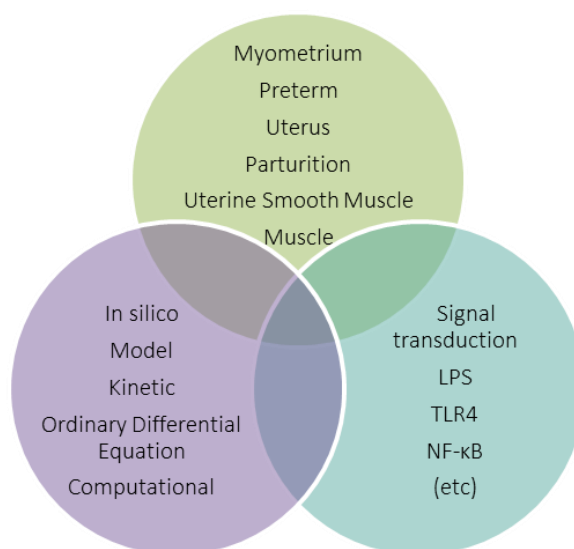 Myometrium
Preterm
Uterus
Parturition
Uterine Smooth Muscle
Muscle
In silico
Model
Kinetic
Ordinary Differential
Equation
Computational
Signal
transduction
LPS
TLR4
NF-κB
(etc)